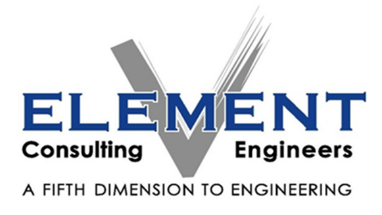 V
ELEMENT
Consulting Engineers
A FIFTH DIMENSION TO ENGINEERING